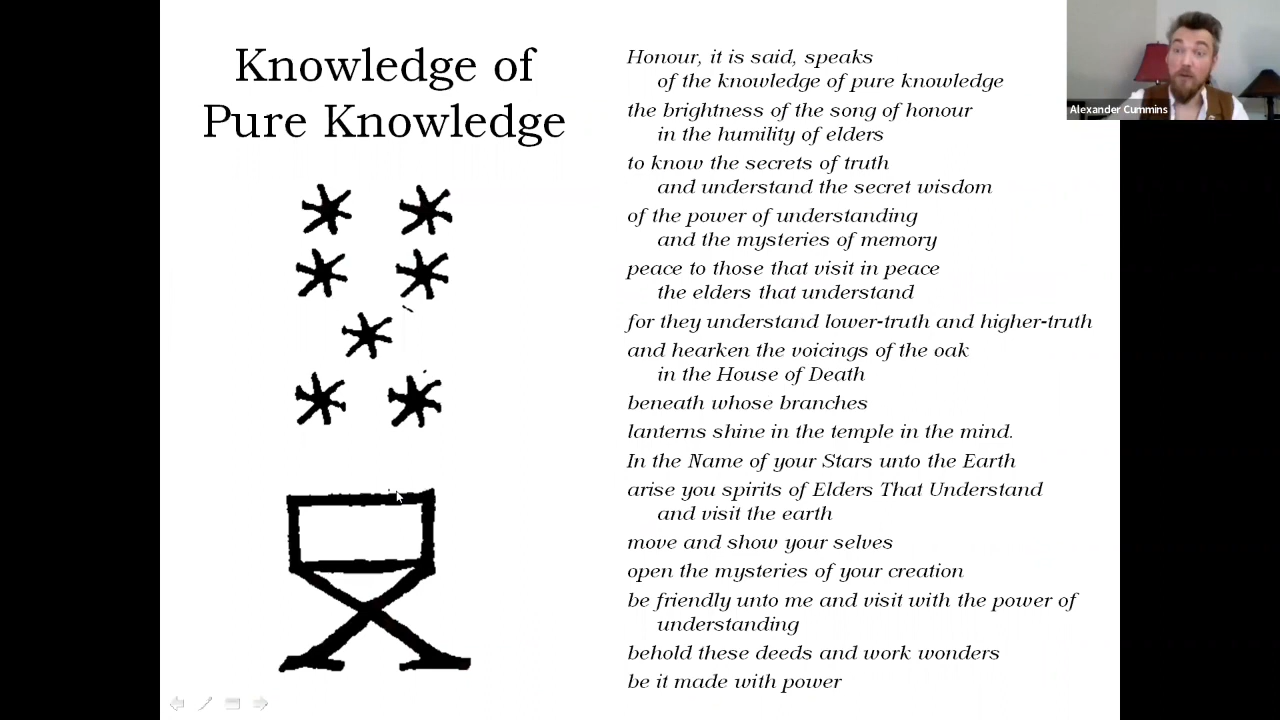 Knowledge of
Pure Knowledge
Honour, it is said, speaks
of the knowledge of pure knowledge
the brightness of the song of honour
in the humility of elders
to know the secrets of truth
and understand the secret wisdom
of the power of understanding
and the mysteries of memory
peace to those that visit in peace
the elders that understand
for they understand lower-truth and higher-truth
and hearken the voicings of the oak
in the House of Death
beneath whose branches
lanterns shine in the temple in the mind.
In the Name of your Stars unto the Earth
arise you spirits of Elders That Understand
and visit the earth
move and show your selves
open the mysteries of your creation
be friendly unto me and visit with the power of
understanding
behold these deeds and work wonders
be it made with power
Alexander Cummins